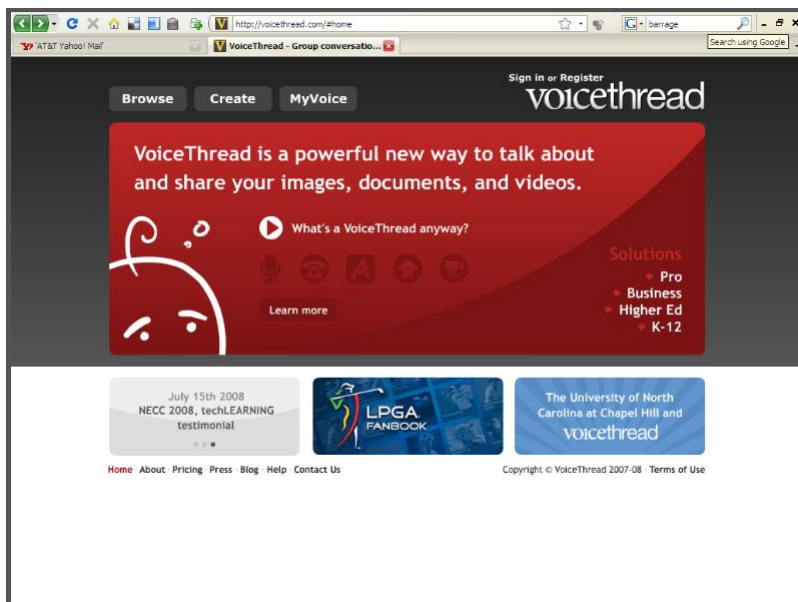 http://voicethread.com/#home
barrage
'AT&T Yahoo! Mail'
VoiceThread - Group conversatio...
Search using Google
Sign in or Register
Browse Create MyVoice
voicethread
VoiceThread is a powerful new way to talk about
and share your images, documents, and videos.
What's a VoiceThread anyway?
Learn more
Solutions
Pro
Business
Higher Ed
K-12
July 15th 2008
NECC 2008, techLEARNING
testimonial
LPGA
FANBOOK
The University of North
Carolina at Chapel Hill and
voicethread
Home · About · Pricing · Press · Blog · Help · Contact Us
Copyright © VoiceThread 2007-08 · Terms of Use